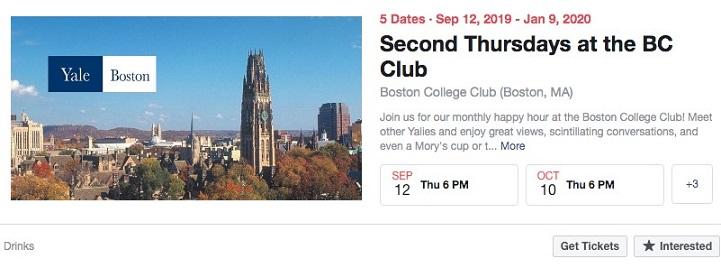 Yale Boston
5 Dates · Sep 12, 2019 - Jan 9, 2020
Second Thursdays at the BC
Club
Boston College Club (Boston, MA)
Join us for our monthly happy hour at the Boston College Club! Meet
other Yalies and enjoy great views, scintillating conversations, and
even a Mory's cup or t... More
SEP
12
Thu 6 PM
OCT
10
Thu 6 PM
+3
Drinks
Get Tickets
★ Interested